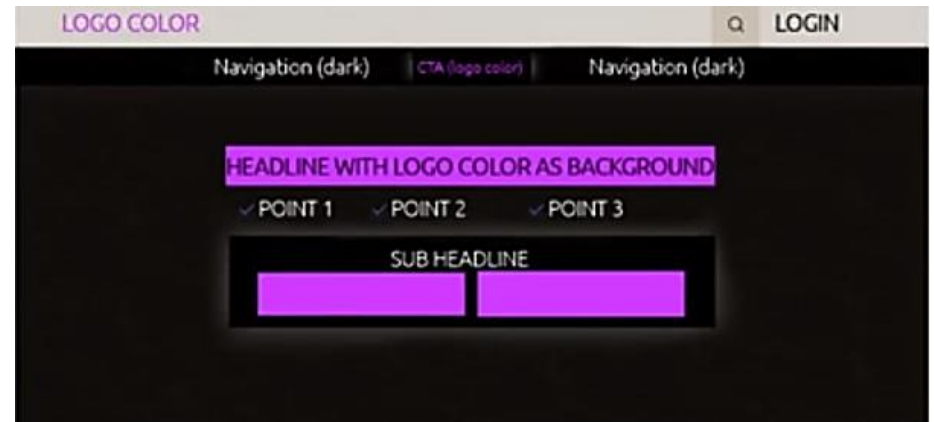 LOGO COLOR LOGIN
Navigation (dark) CTA (logo color) Navigation (dark)
HEADLINE WITH LOGO COLOR AS BACKGROUND
POINT 1 POINT 2 POINT 3
SUB HEADLINE